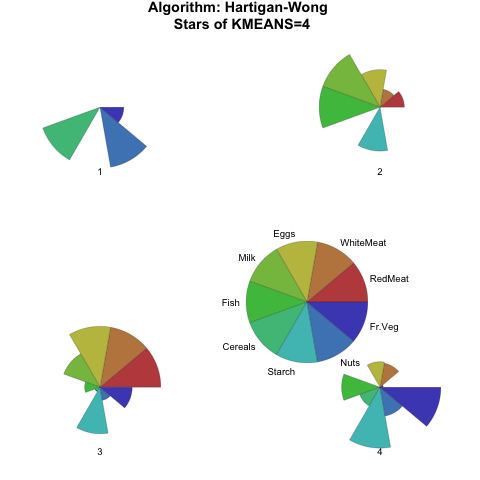 Algorithm: Hartigan-Wong
Stars of KMEANS=4
1
2
Eggs
WhiteMeat
Milk
RedMeat
Fish
Fr.Veg
Cereals
Nuts
Starch
3
4